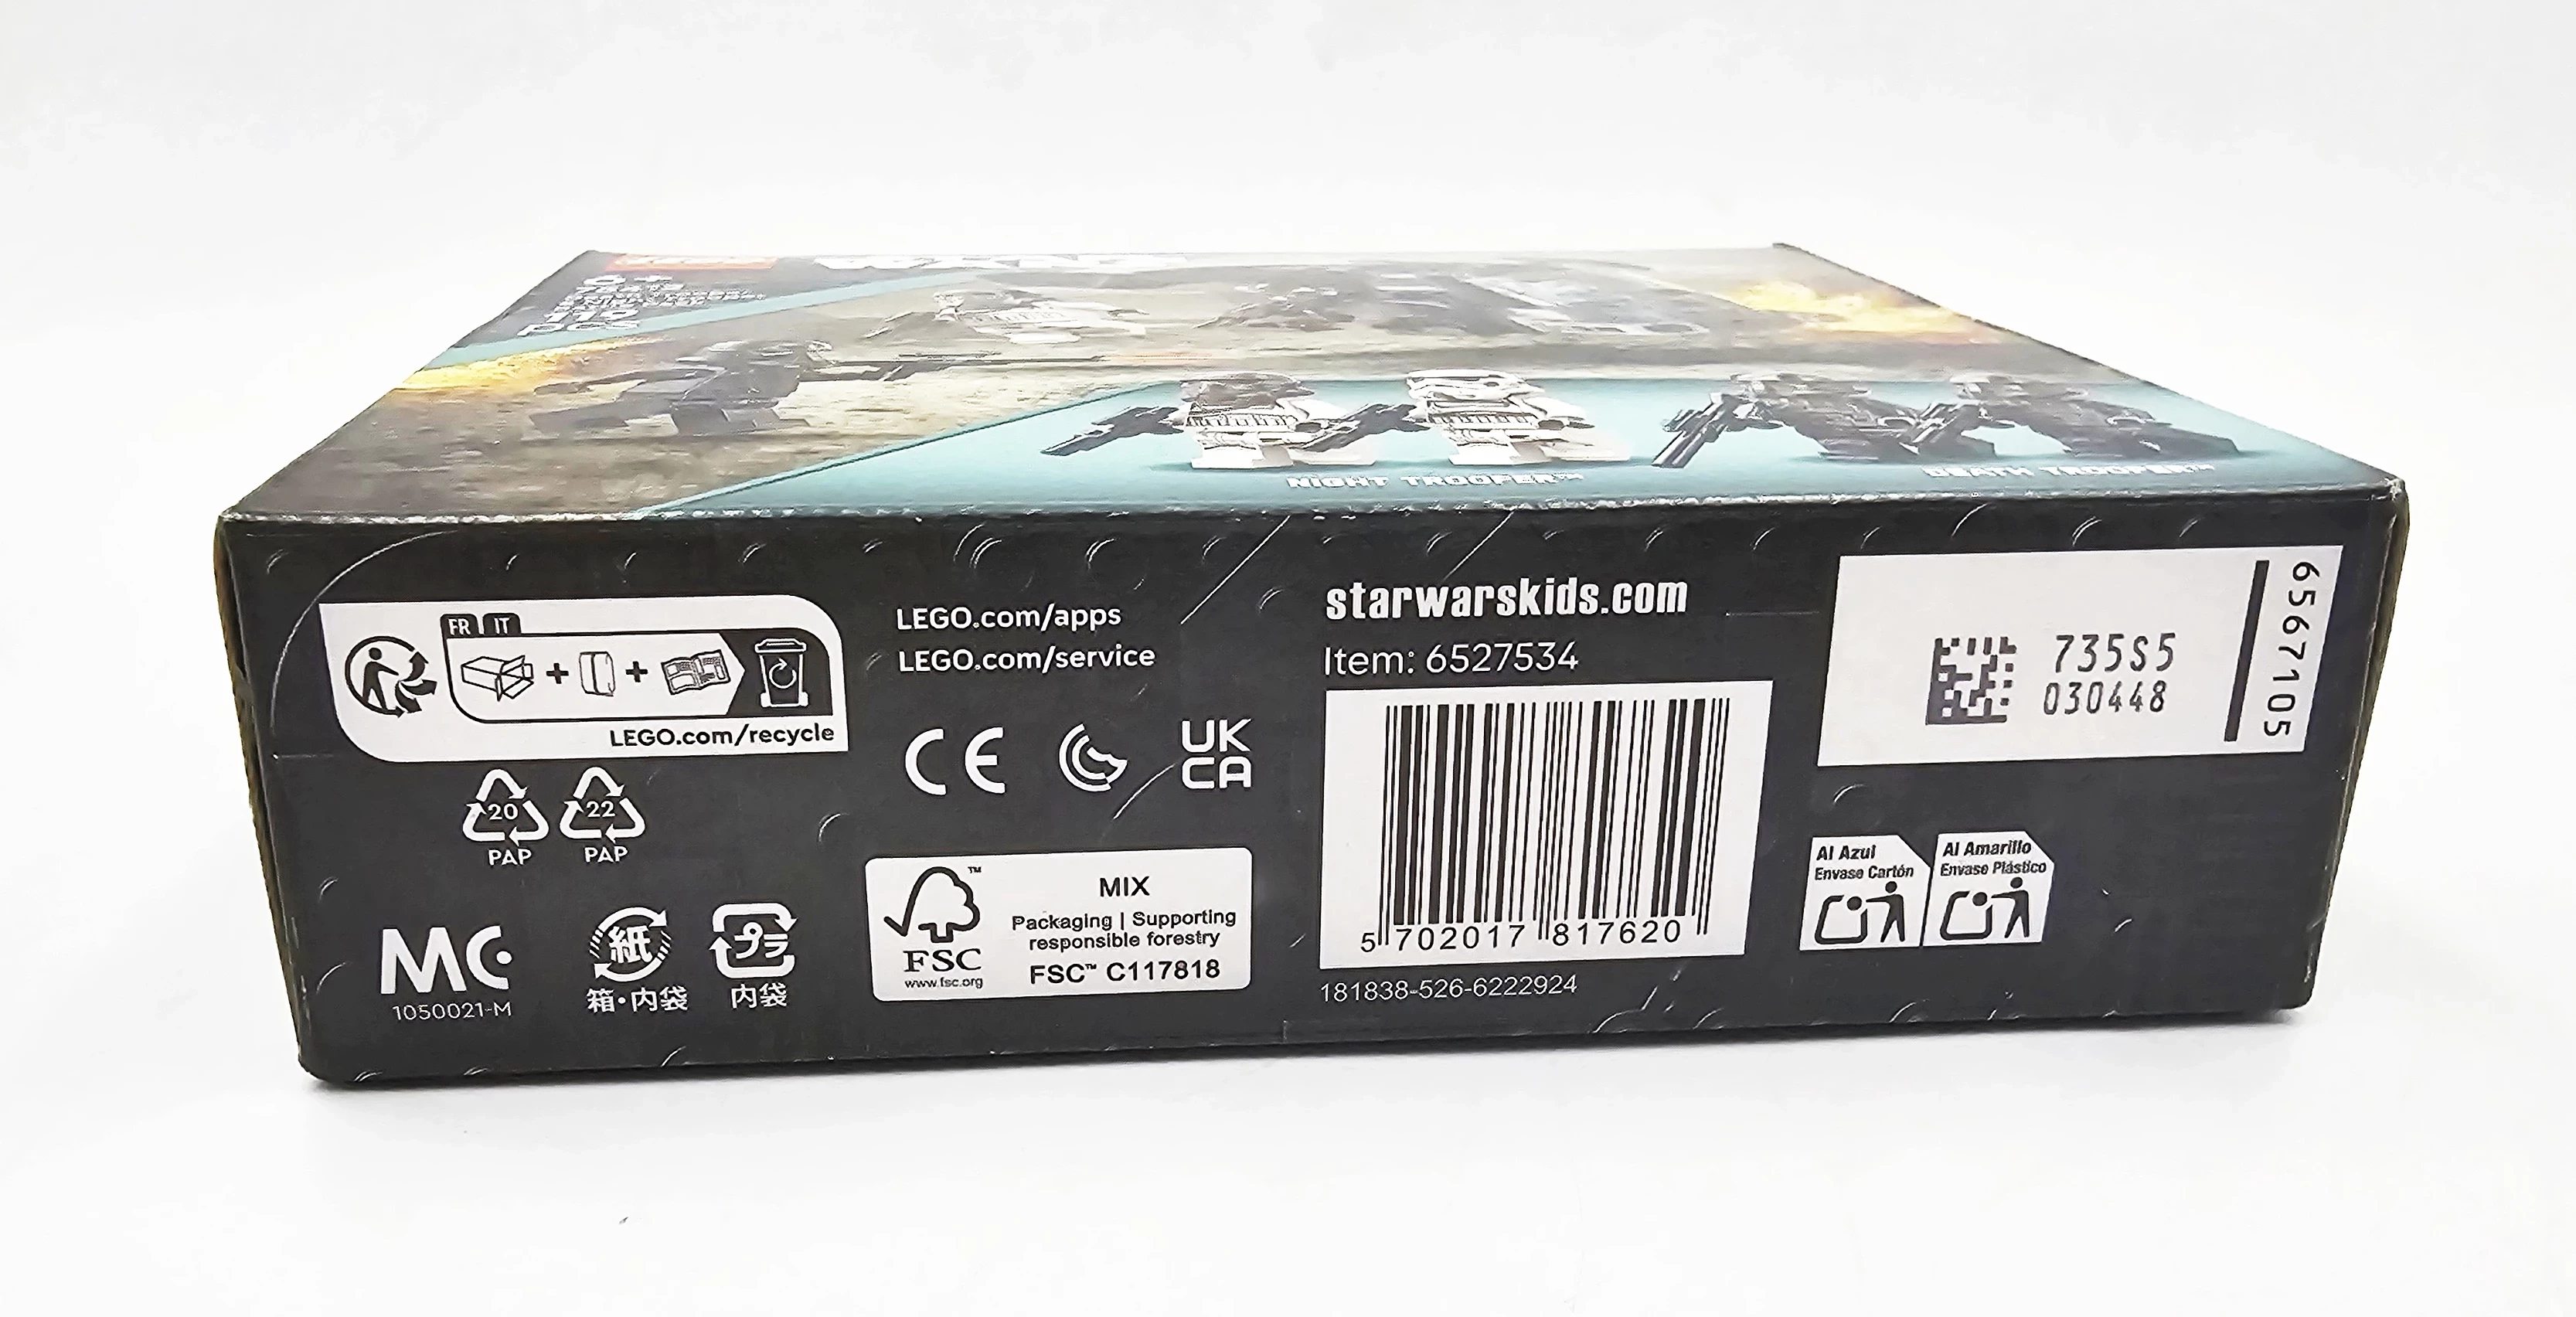 119
pcs
NIGHT TROOPER™
DEATH TROOPER™
FR IT
LEGO.com/recycle
20
PAP
22
PAP
MC
1050021-M
紙
箱・内袋
プラ
内袋
LEGO.com/apps
LEGO.com/service
CE
UK
CA
FSC
™
www.fsc.org
MIX
Packaging | Supporting
responsible forestry
FSC™ C117818
starwarskids.com
Item: 6527534
5 702017 817620
181838-526-6222924
735S5
030448
6567105
Al Azul
Envase Cartón
Al Amarillo
Envase Plástico